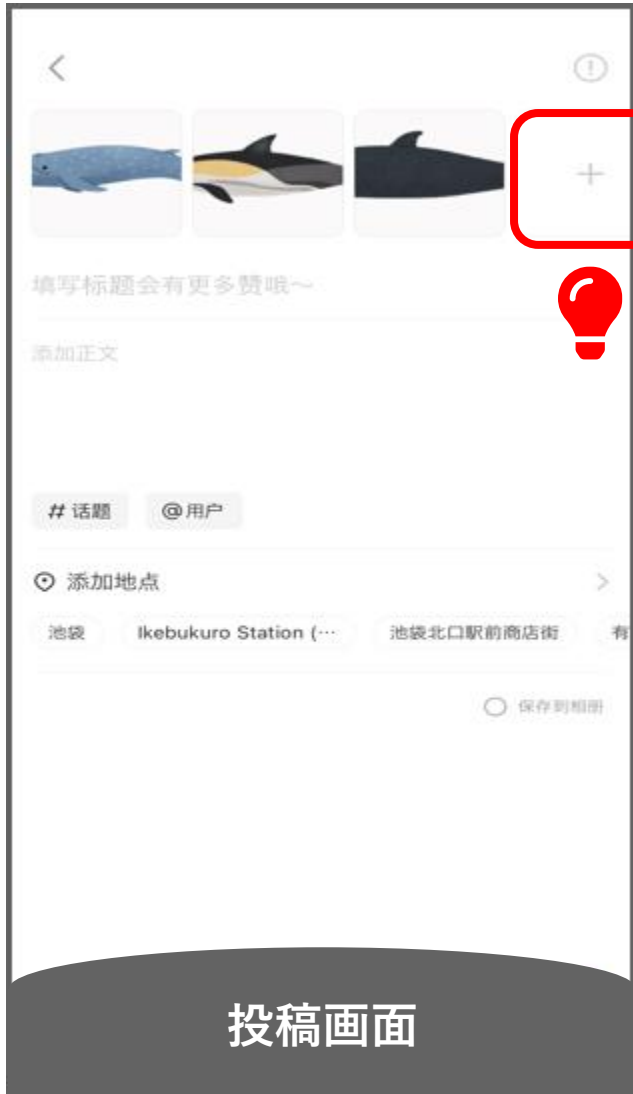 填写标题会有更多赞哦～
添加正文
# 话题 @用户
添加地点
池袋 Ikebukuro Station (… 池袋北口駅前商店街 有
保存到相册
投稿画面